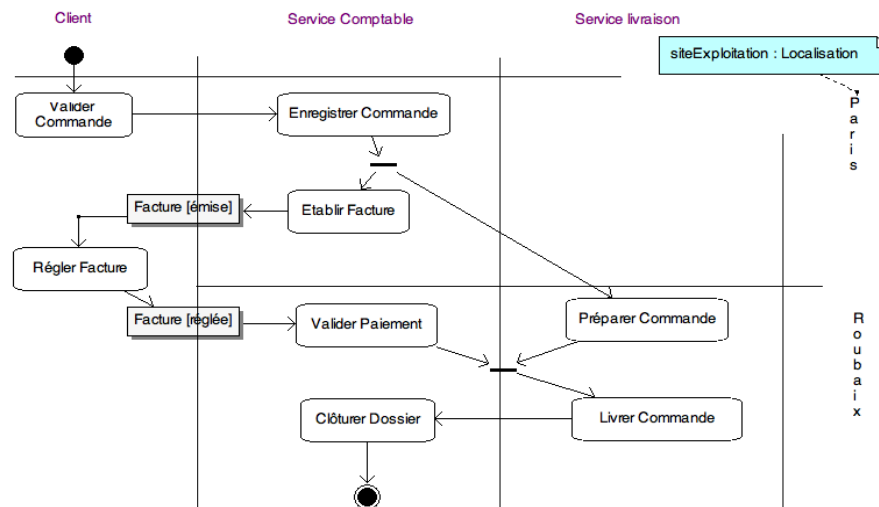 Client
Service Comptable
Service livraison
siteExploitation : Localisation
Valider
Commande
Enregistrer Commande
Paris
Facture [émise]
Etablir Facture
Régler Facture
Facture [réglée]
Valider Paiement
Préparer Commande
Roubaix
Clôturer Dossier
Livrer Commande